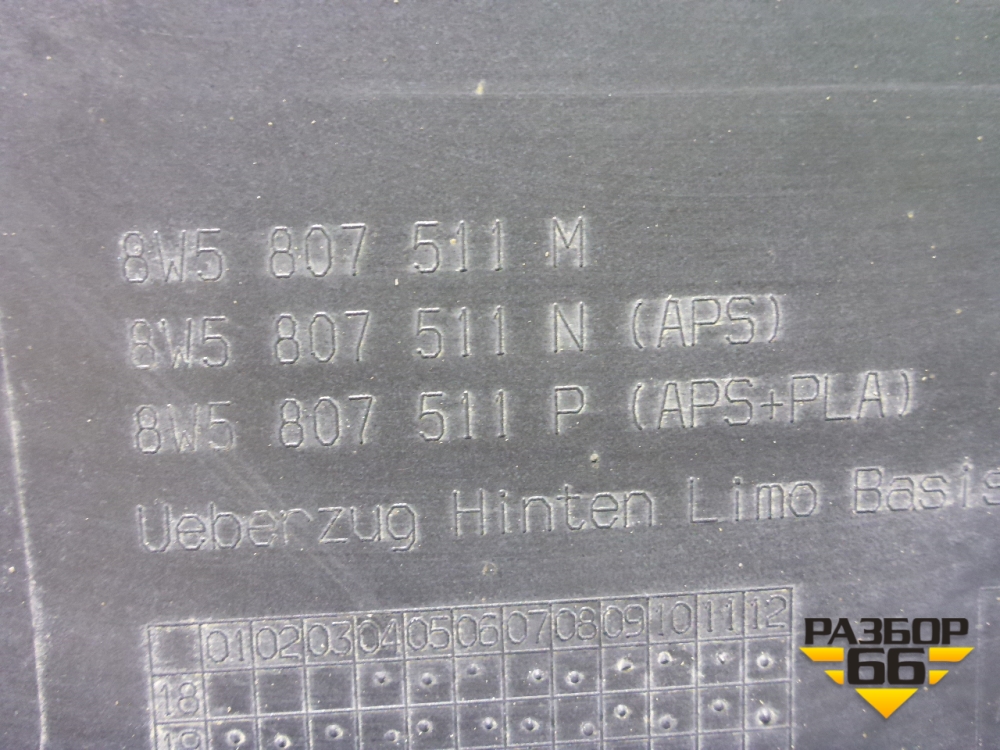 8W5 807 511 M
8W5 807 511 N (APS)
8W5 807 511 P (APS+PLA)
Ueberzug Hinten Limo Basis
01 02 03 04 05 06 07 08 09 10 11 12
18
19
РАЗБОР
66